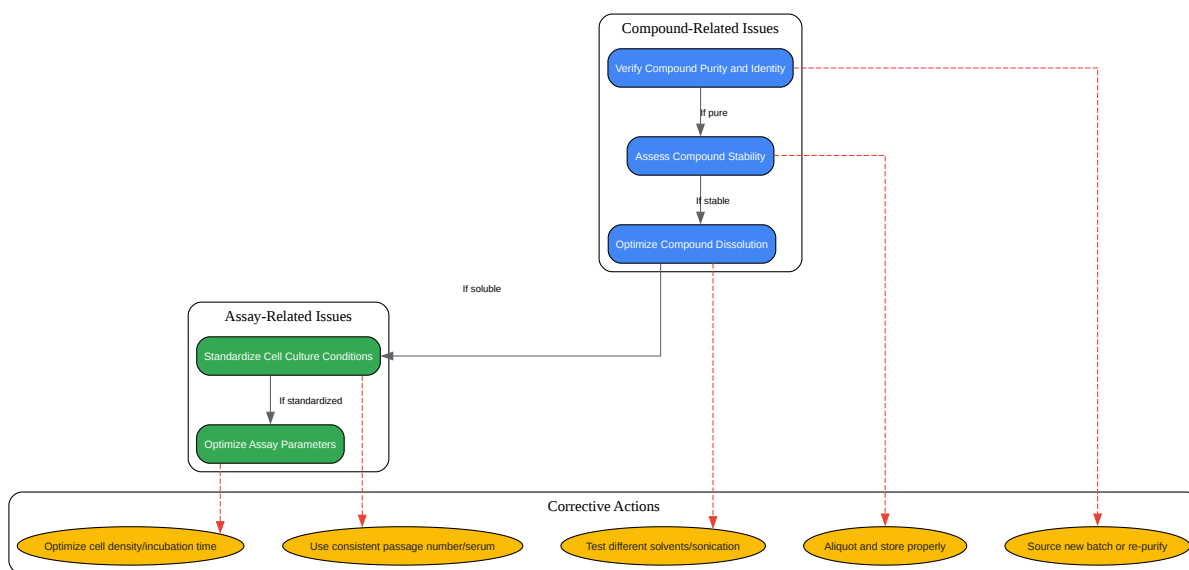 Compound-Related Issues
Verify Compound Purity and Identity
If pure
Assess Compound Stability
If stable
Optimize Compound Dissolution
If soluble
Assay-Related Issues
Standardize Cell Culture Conditions
If standardized
Optimize Assay Parameters
Corrective Actions
Optimize cell density/incubation time
Use consistent passage number/serum
Test different solvents/sonication
Aliquot and store properly
Source new batch or re-purify